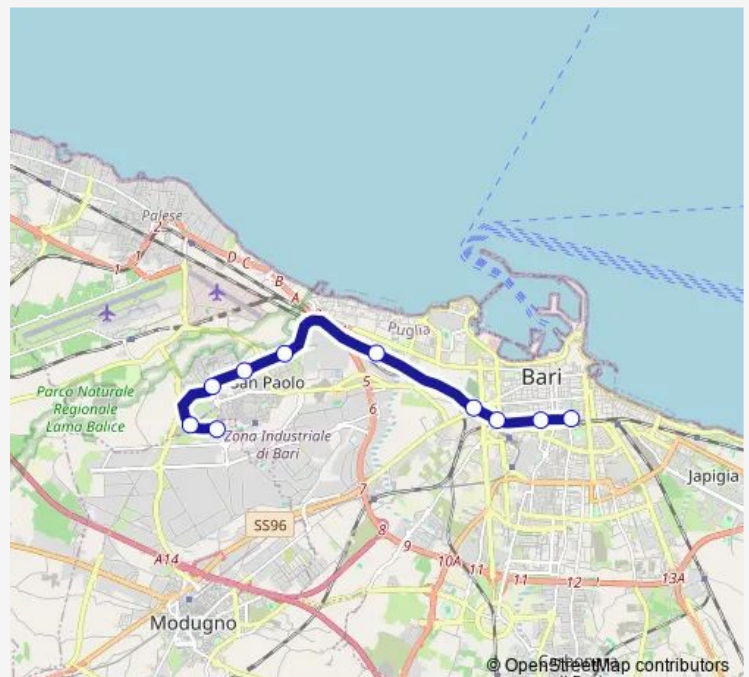 Palese
2
1
1
D
C
B
A
Puglia
Bari
San Paolo
5
6
Parco Naturale
Regionale
Lama Balice
Zona Industriale
di Bari
Japigia
7
SS96
8
9
A14
10A
11
11
12
13A
Modugno
© OpenStreetMap contributors